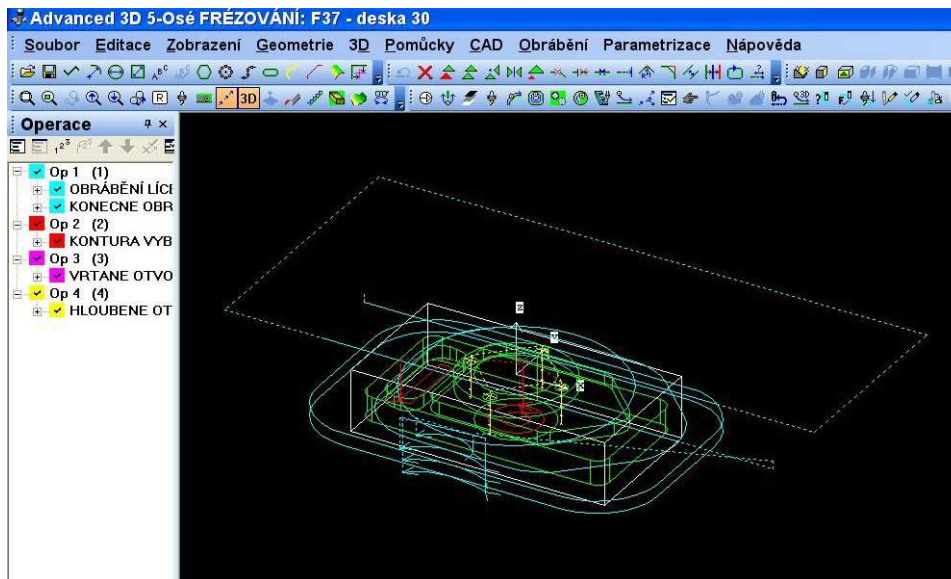 Advanced 3D 5-Osé FRÉZOVÁNÍ: F37 - deska 30
Soubor Editace Zobrazení Geometrie 3D Pomůcky CAD Obrábění Parametrizace Nápověda
3D
Operace
Op 1 (1)
OBRÁBĚNÍ LÍCE
KONECNE OBR
Op 2 (2)
KONTURA VYB
Op 3 (3)
VRTANE OTVO
Op 4 (4)
HLOUBENE OT